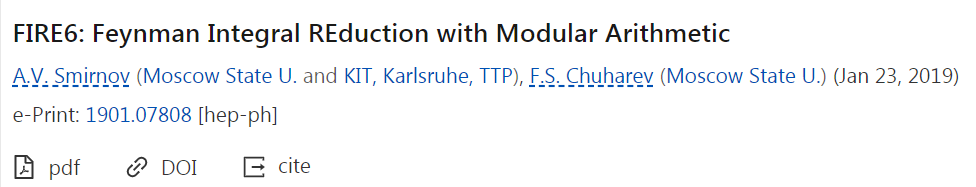 FIRE6: Feynman Integral REduction with Modular Arithmetic
A.V. Smirnov (Moscow State U. and KIT, Karlsruhe, TTP), F.S. Chuharev (Moscow State U.) (Jan 23, 2019)
e-Print: 1901.07808 [hep-ph]
pdf DOI cite